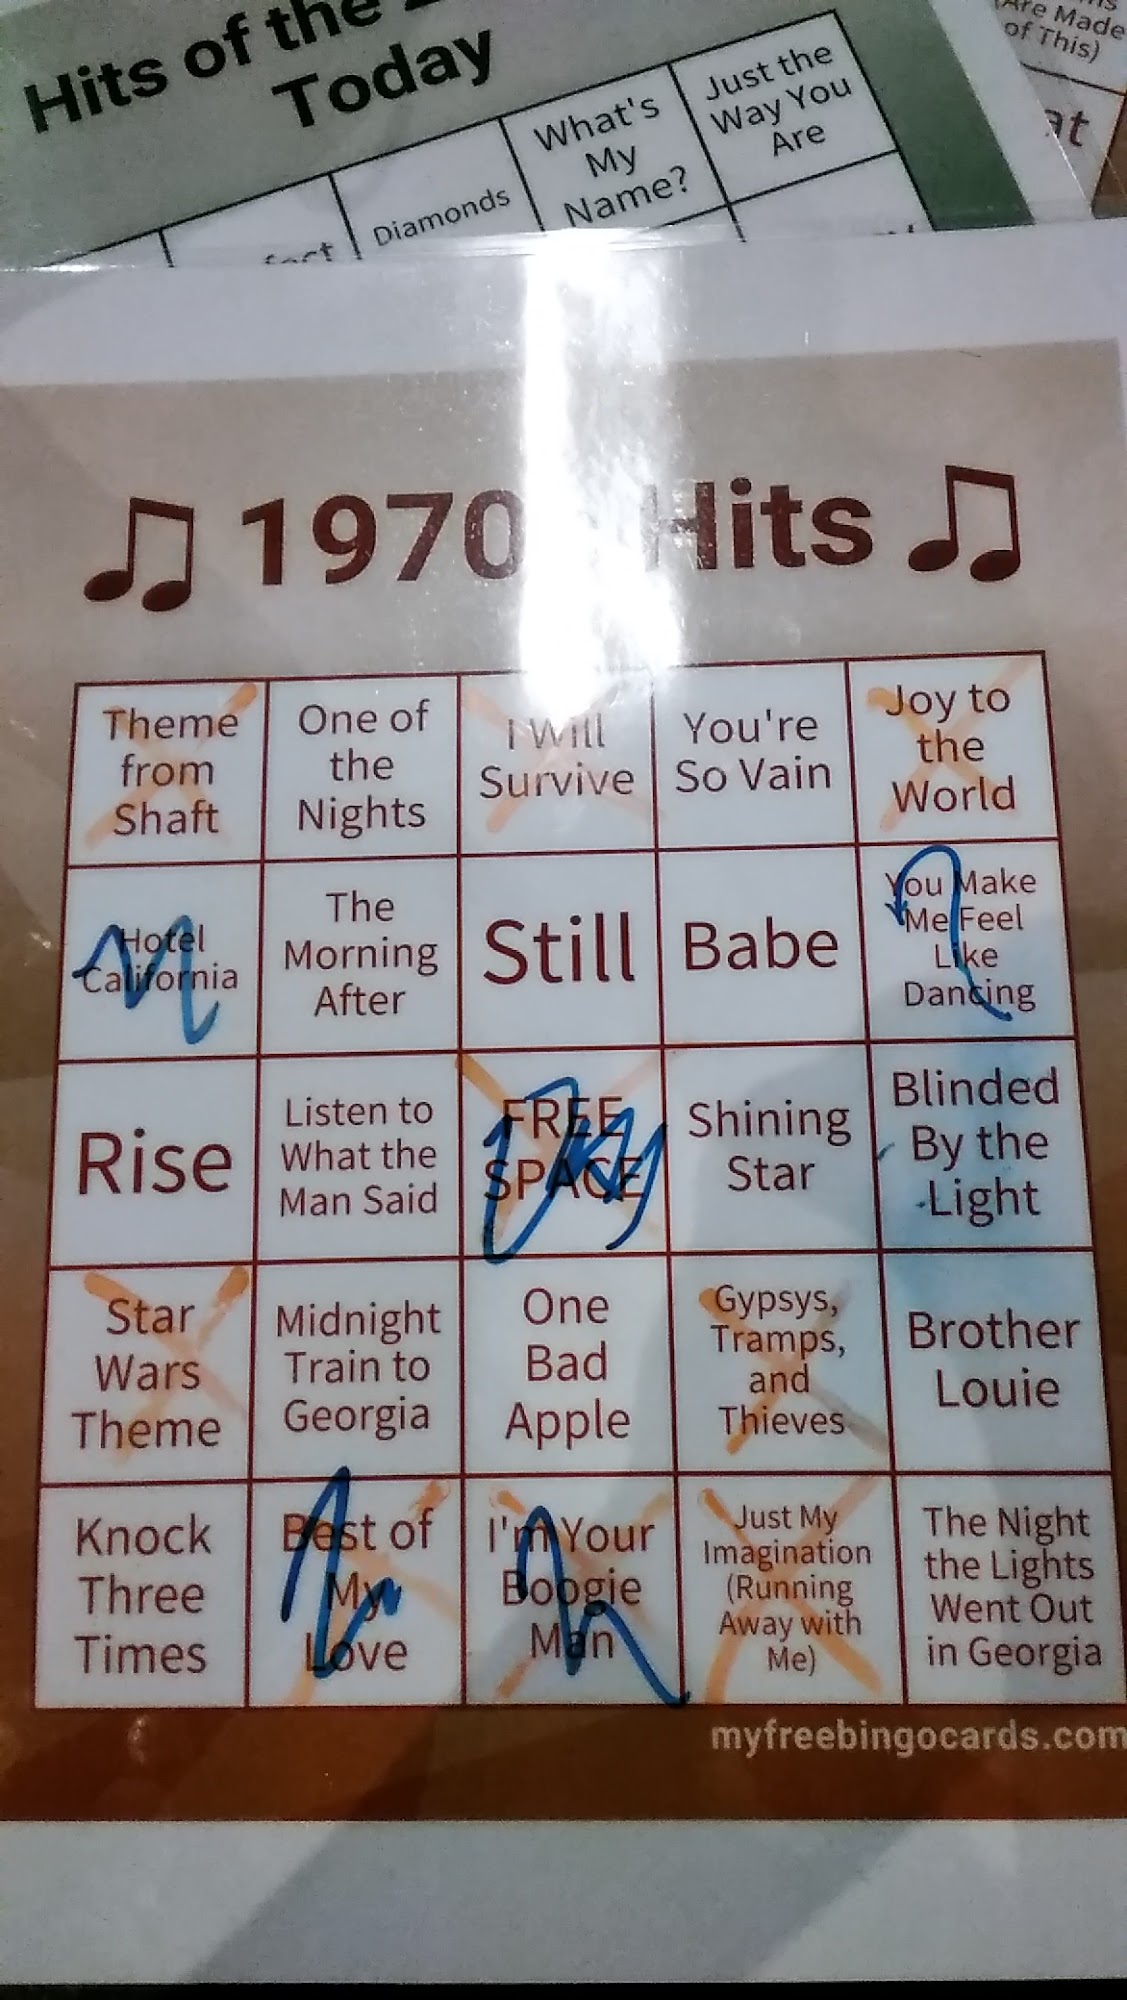 Hits of the
Today
Diamonds
What's
My
Name?
Just the
Way You
Are
Made
of This)
at
♫ 1970 Hits ♫
Theme
from
Shaft
One of
the
Nights
I Will
Survive
You're
So Vain
Joy to
the
World
Hotel
California
The
Morning
After
Still
Babe
You Make
Me Feel
Like
Dancing
Rise
Listen to
What the
Man Said
FREE
SPACE
Shining
Star
Blinded
By the
Light
Star
Wars
Theme
Midnight
Train to
Georgia
One
Bad
Apple
Gypsys,
Tramps,
and
Thieves
Brother
Louie
Knock
Three
Times
Best of
My
Love
I'm Your
Boogie
Man
Just My
Imagination
(Running
Away with
Me)
The Night
the Lights
Went Out
in Georgia
myfreebingocards.com